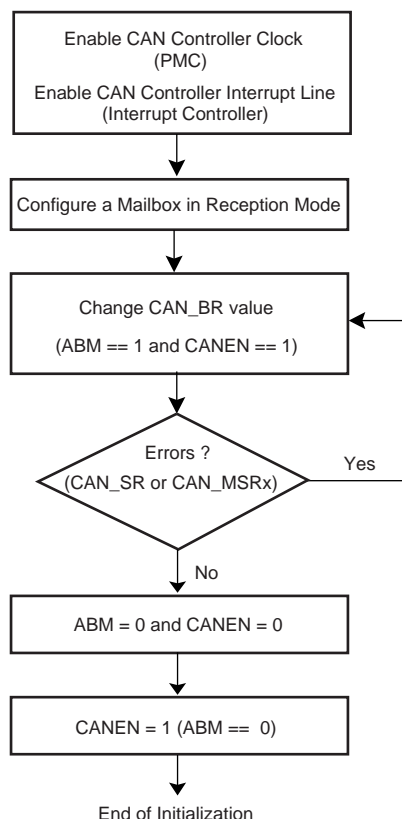 Enable CAN Controller Clock
(PMC)
Enable CAN Controller Interrupt Line
(Interrupt Controller)
Configure a Mailbox in Reception Mode
Change CAN_BR value
(ABM == 1 and CANEN == 1)
Errors ?
(CAN_SR or CAN_MSRx)
Yes
No
ABM = 0 and CANEN = 0
CANEN = 1 (ABM == 0)
End of Initialization